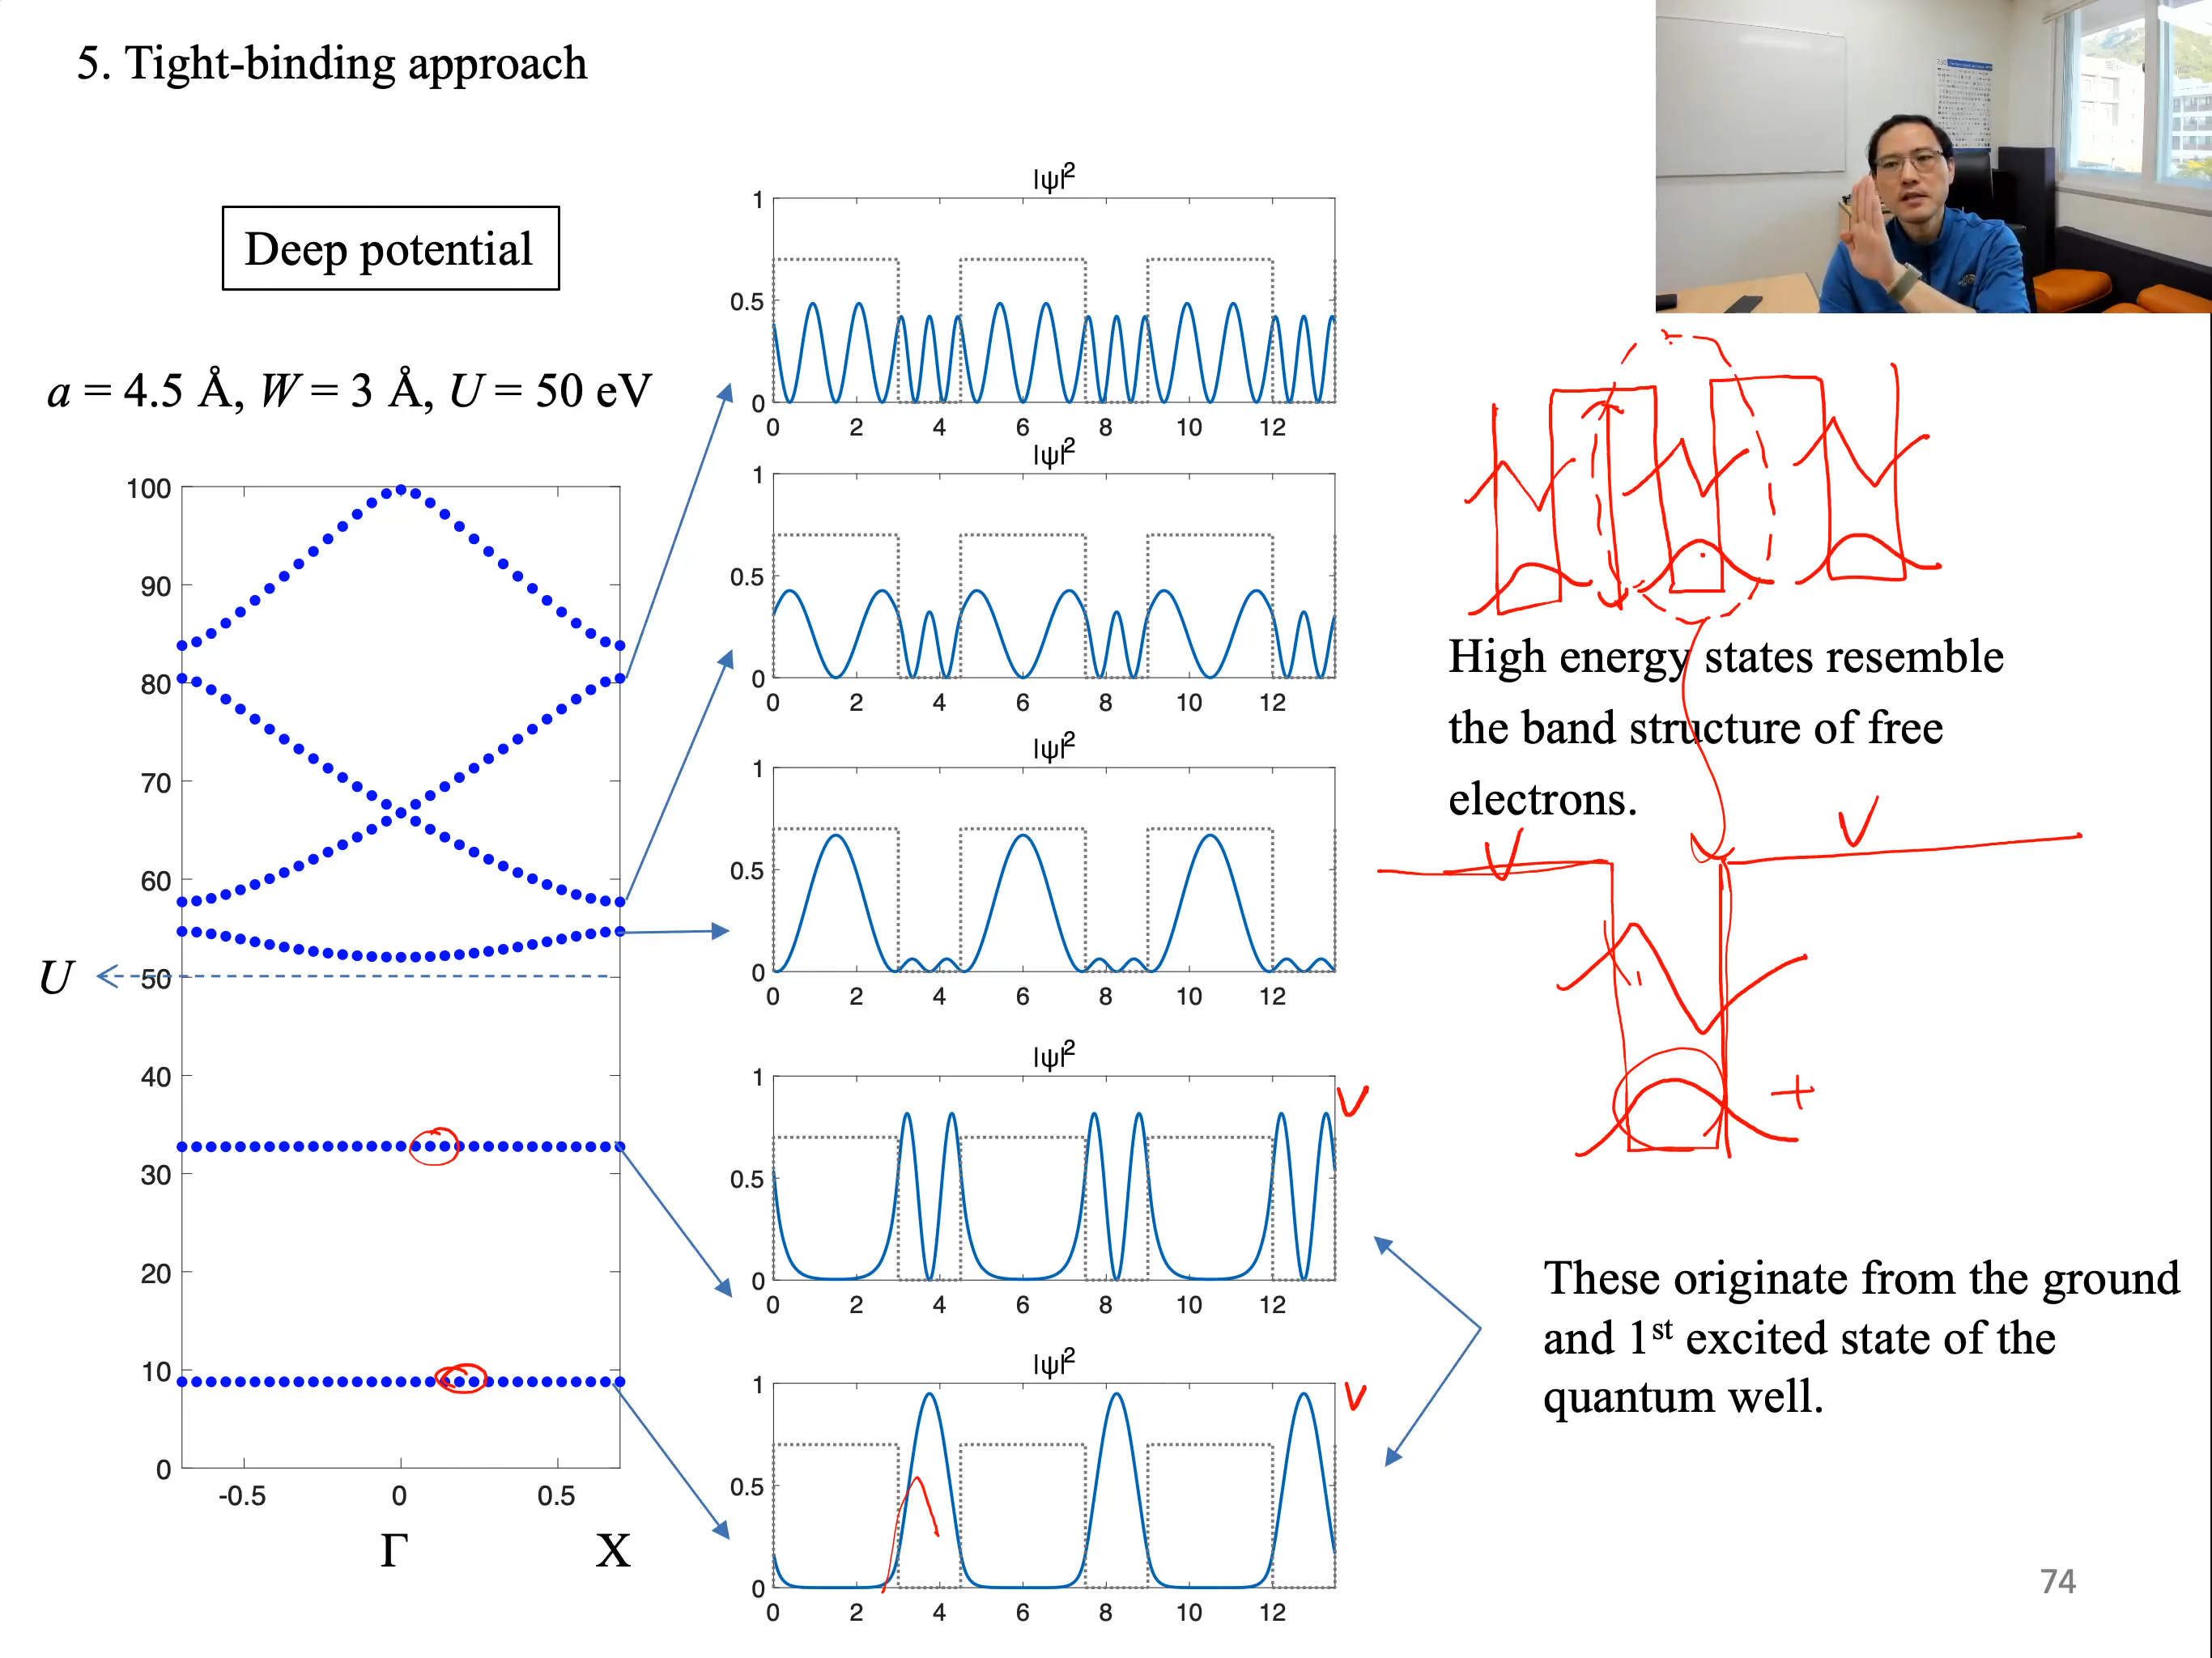 5. Tight-binding approach
Deep potential
a = 4.5 Å, W = 3 Å, U = 50 eV
100
90
80
70
60
50
40
30
20
10
0
-0.5 0 0.5
Γ X
U
|ψ|²
1
0.5
0
0 2 4 6 8 10 12
|ψ|²
1
0.5
0
0 2 4 6 8 10 12
|ψ|²
1
0.5
0
0 2 4 6 8 10 12
|ψ|²
1
0.5
0
0 2 4 6 8 10 12
|ψ|²
1
0.5
0
0 2 4 6 8 10 12
High energy states resemble
the band structure of free
electrons.
+
These originate from the ground
and 1st excited state of the
quantum well.
74